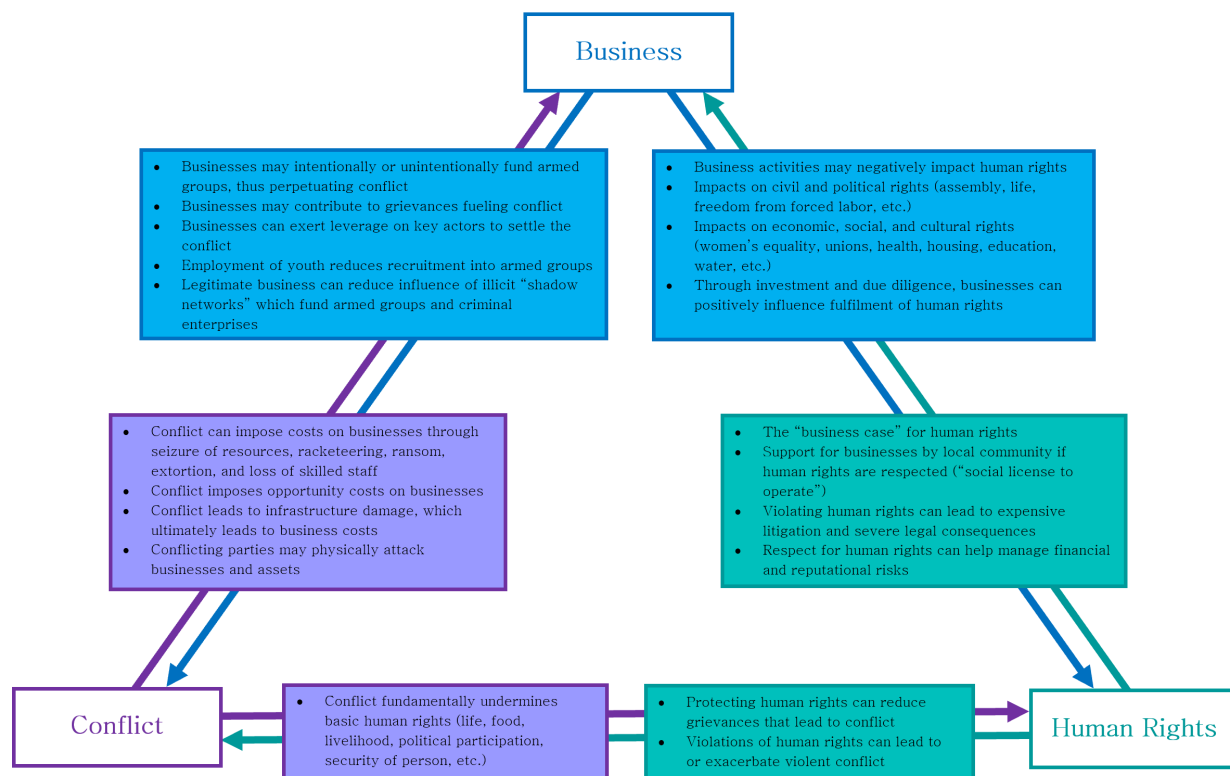 Business
• Businesses may intentionally or unintentionally fund armed
groups, thus perpetuating conflict
• Businesses may contribute to grievances fueling conflict
• Businesses can exert leverage on key actors to settle the
conflict
• Employment of youth reduces recruitment into armed groups
• Legitimate business can reduce influence of illicit “shadow
networks” which fund armed groups and criminal
enterprises
• Business activities may negatively impact human rights
• Impacts on civil and political rights (assembly, life,
freedom from forced labor, etc.)
• Impacts on economic, social, and cultural rights
(women’s equality, unions, health, housing, education,
water, etc.)
• Through investment and due diligence, businesses can
positively influence fulfilment of human rights
• Conflict can impose costs on businesses through
seizure of resources, racketeering, ransom,
extortion, and loss of skilled staff
• Conflict imposes opportunity costs on businesses
• Conflict leads to infrastructure damage, which
ultimately leads to business costs
• Conflicting parties may physically attack
businesses and assets
• The “business case” for human rights
• Support for businesses by local community if
human rights are respected (“social license to
operate”)
• Violating human rights can lead to expensive
litigation and severe legal consequences
• Respect for human rights can help manage financial
and reputational risks
Conflict
• Conflict fundamentally undermines
basic human rights (life, food,
livelihood, political participation,
security of person, etc.)
• Protecting human rights can reduce
grievances that lead to conflict
• Violations of human rights can lead to
or exacerbate violent conflict
Human Rights